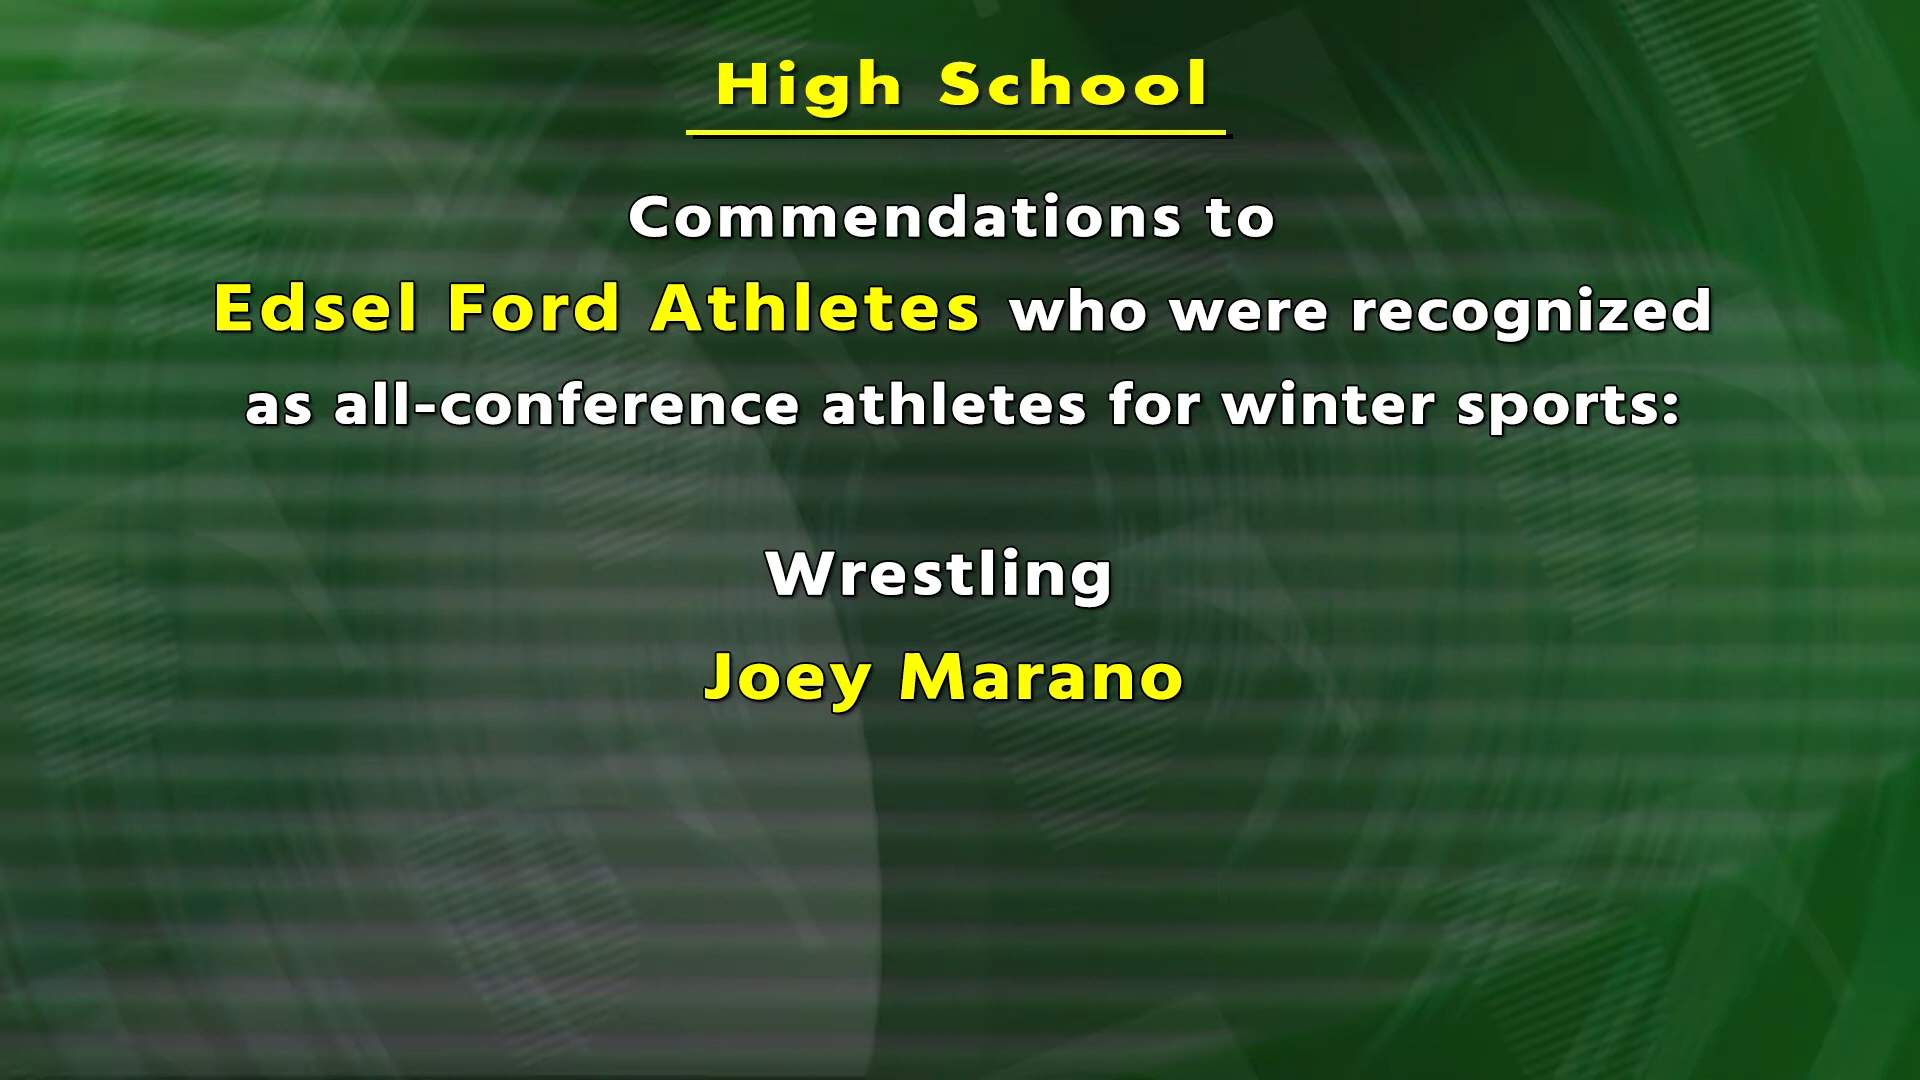 High School
Commendations to
Edsel Ford Athletes who were recognized
as all-conference athletes for winter sports:
Wrestling
Joey Marano